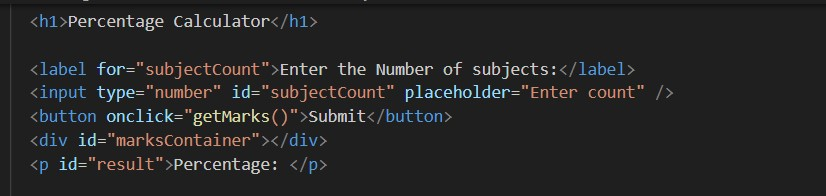 <h1>Percentage Calculator</h1>
<label for="subjectCount">Enter the Number of subjects:</label>
<input type="number" id="subjectCount" placeholder="Enter count" />
<button onclick="getMarks()">Submit</button>
<div id="marksContainer"></div>
<p id="result">Percentage: </p>